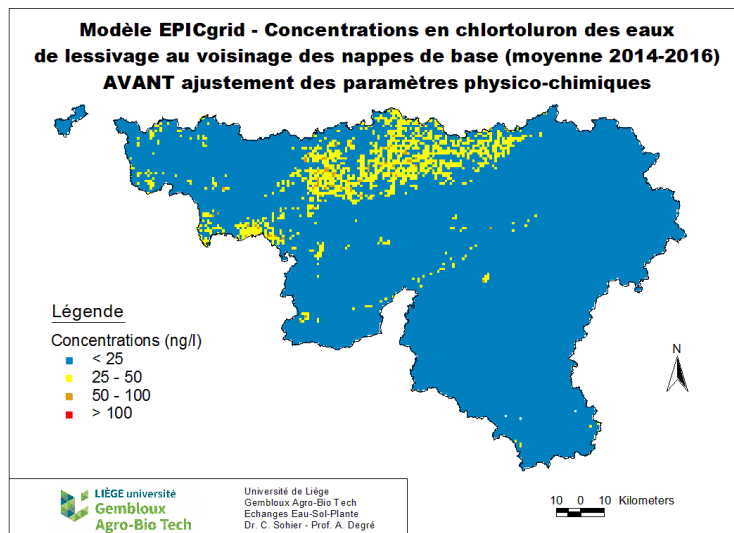 Modèle EPICgrid - Concentrations en chlortoluron des eaux
de lessivage au voisinage des nappes de base (moyenne 2014-2016)
AVANT ajustement des paramètres physico-chimiques
Légende
Concentrations (ng/l)
< 25
25 - 50
50 - 100
> 100
N
LIÈGE université
Gembloux
Agro-Bio Tech
Université de Liège
Gembloux Agro-Bio Tech
Echanges Eau-Sol-Plante
Dr. C. Sohier - Prof. A. Degré
10 0 10 Kilometers